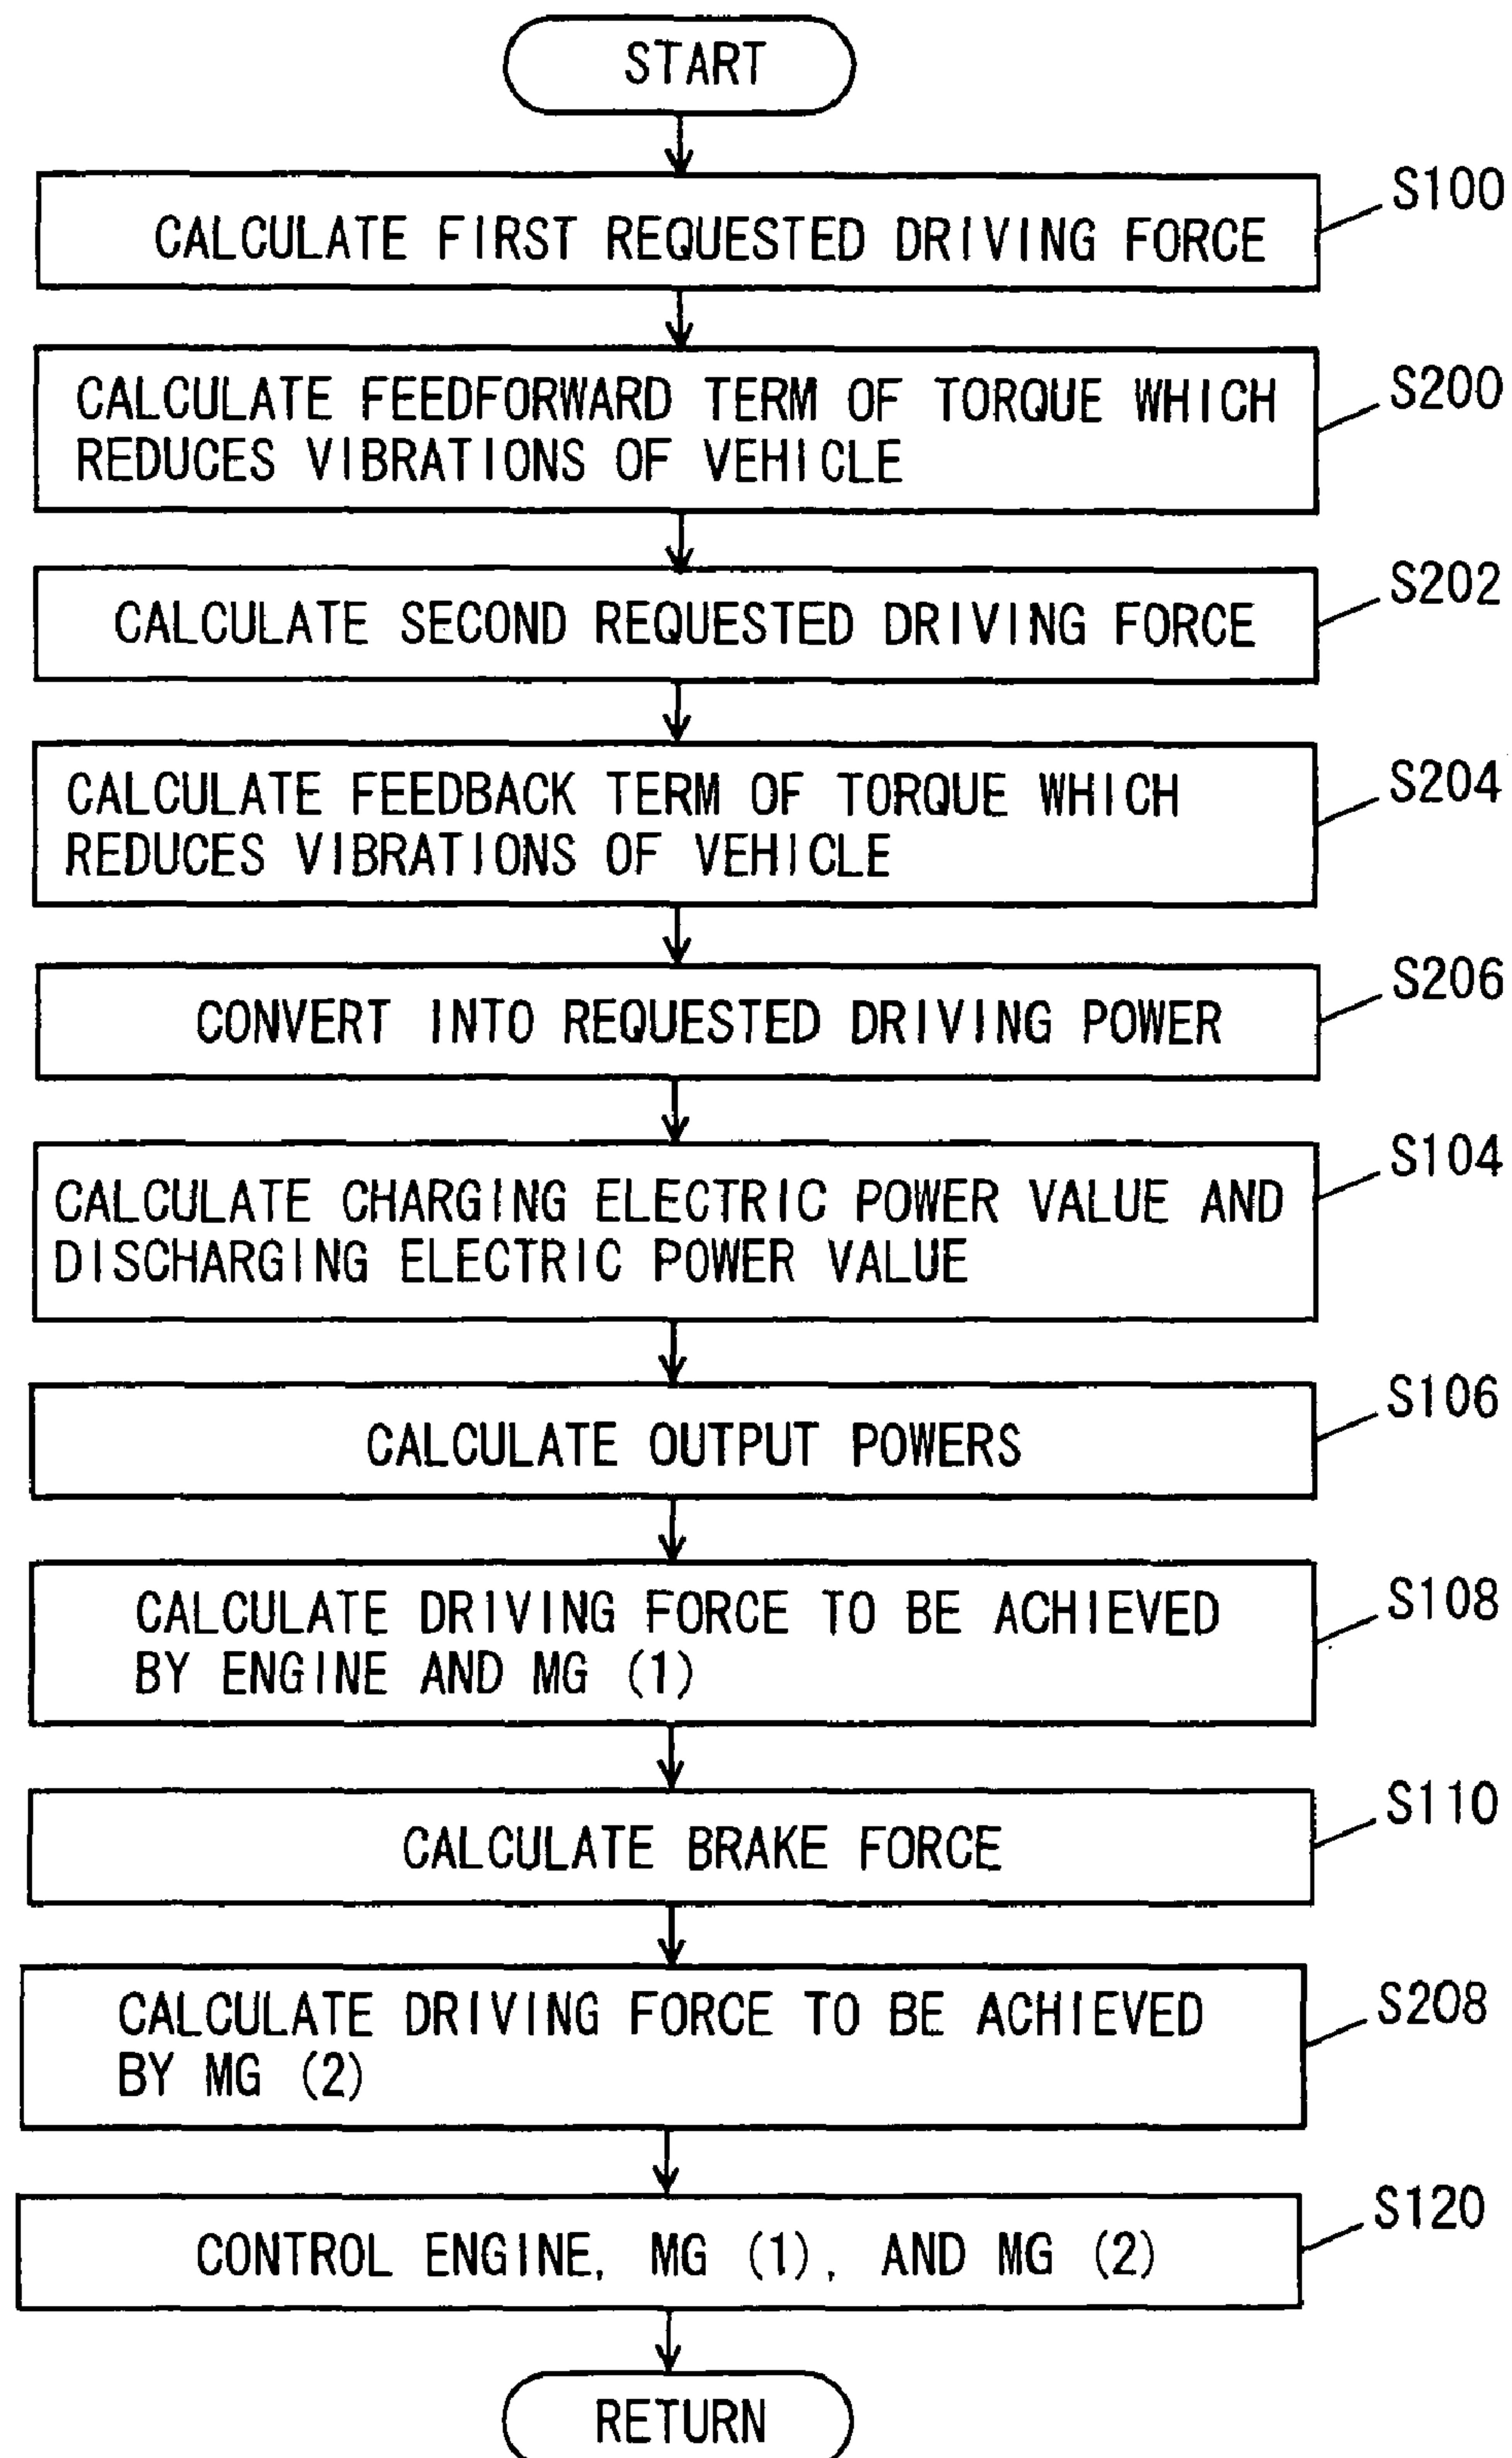 START
S100
CALCULATE FIRST REQUESTED DRIVING FORCE
S200
CALCULATE FEEDFORWARD TERM OF TORQUE WHICH
REDUCES VIBRATIONS OF VEHICLE
S202
CALCULATE SECOND REQUESTED DRIVING FORCE
S204
CALCULATE FEEDBACK TERM OF TORQUE WHICH
REDUCES VIBRATIONS OF VEHICLE
S206
CONVERT INTO REQUESTED DRIVING POWER
S104
CALCULATE CHARGING ELECTRIC POWER VALUE AND
DISCHARGING ELECTRIC POWER VALUE
S106
CALCULATE OUTPUT POWERS
S108
CALCULATE DRIVING FORCE TO BE ACHIEVED
BY ENGINE AND MG (1)
S110
CALCULATE BRAKE FORCE
S208
CALCULATE DRIVING FORCE TO BE ACHIEVED
BY MG (2)
S120
CONTROL ENGINE, MG (1), AND MG (2)
RETURN